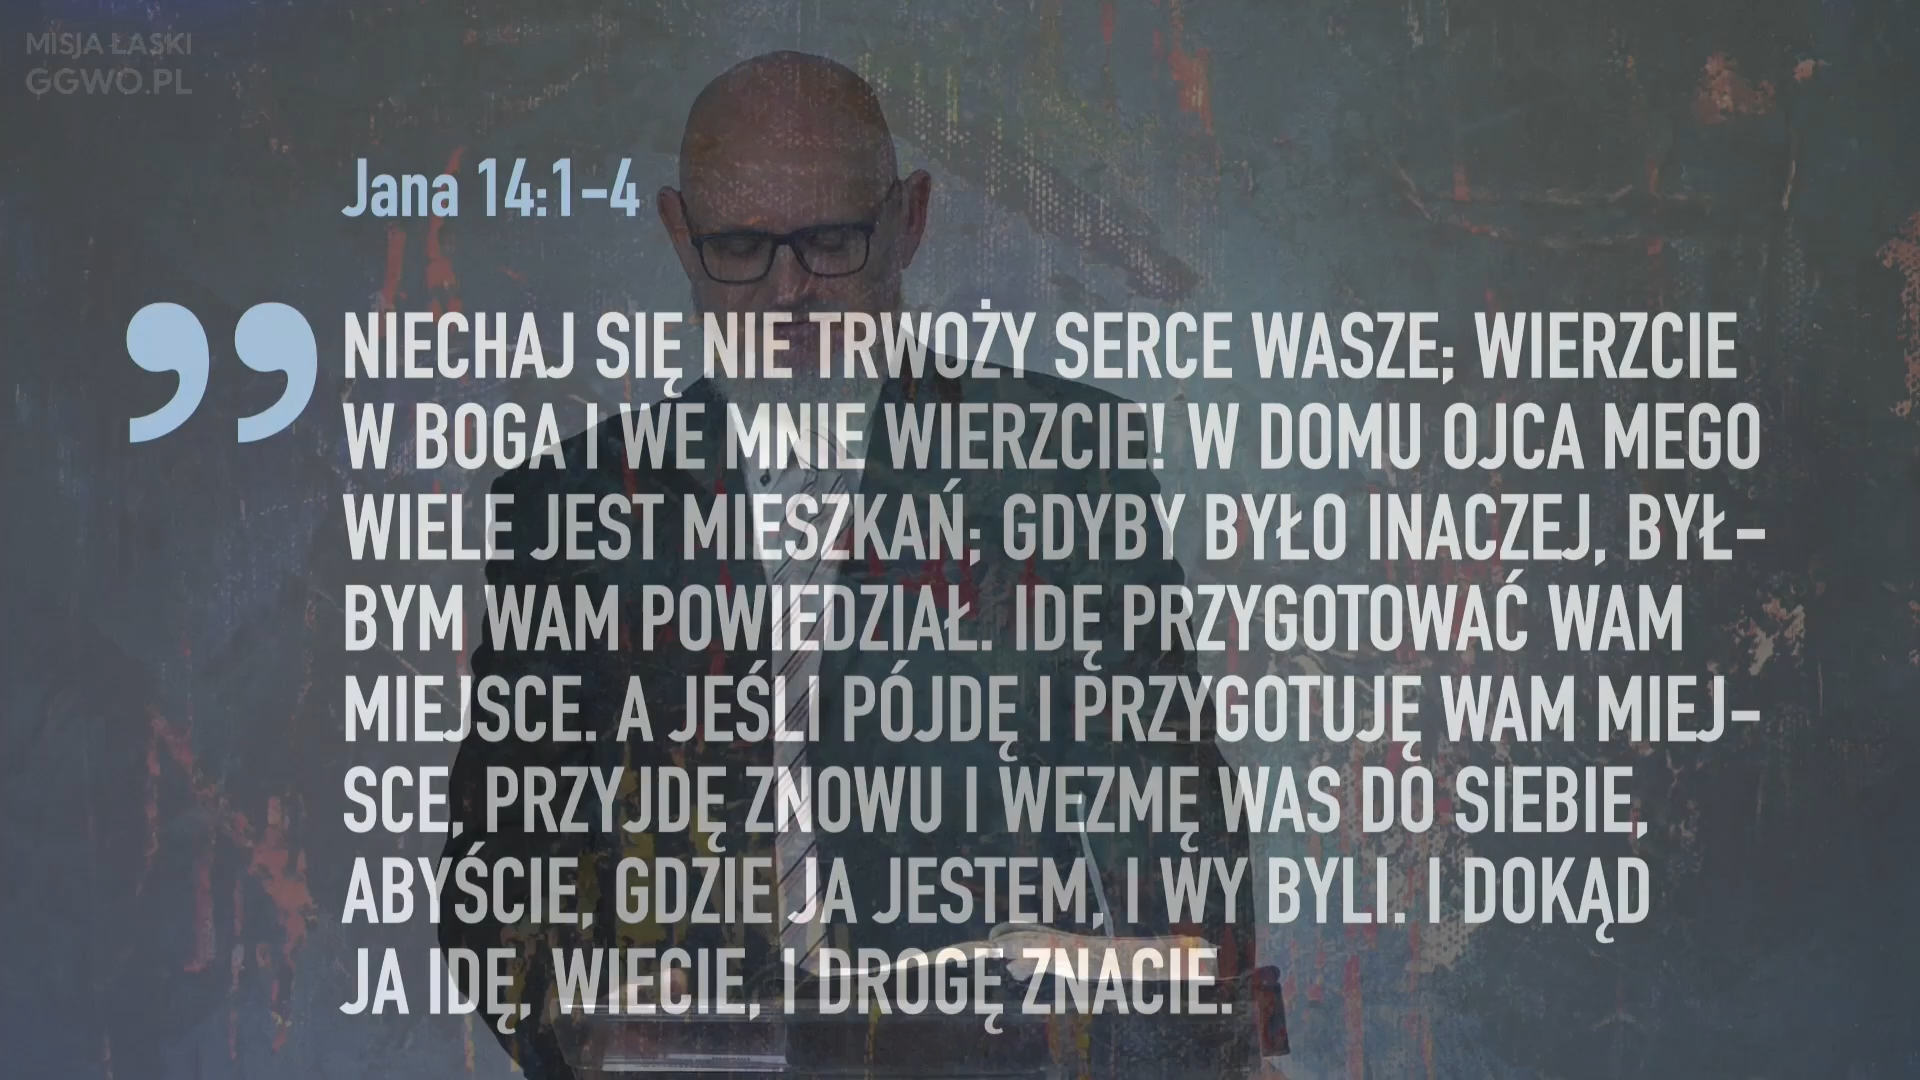 MISJA ŁASKI
GGWO.PL
Jana 14:1-4
”
NIECHAJ SIĘ NIE TRWOŻY SERCE WASZE; WIERZCIE
W BOGA I WE MNIE WIERZCIE! W DOMU OJCA MEGO
WIELE JEST MIESZKAŃ; GDYBY BYŁO INACZEJ, BYŁ-
BYM WAM POWIEDZIAŁ. IDĘ PRZYGOTOWAĆ WAM
MIEJSCE. A JEŚLI PÓJDĘ I PRZYGOTUJĘ WAM MIEJ-
SCE, PRZYJDĘ ZNOWU I WEZMĘ WAS DO SIEBIE,
ABYŚCIE, GDZIE JA JESTEM, I WY BYLI. I DOKĄD
JA IDĘ, WIECIE, I DROGĘ ZNACIE.